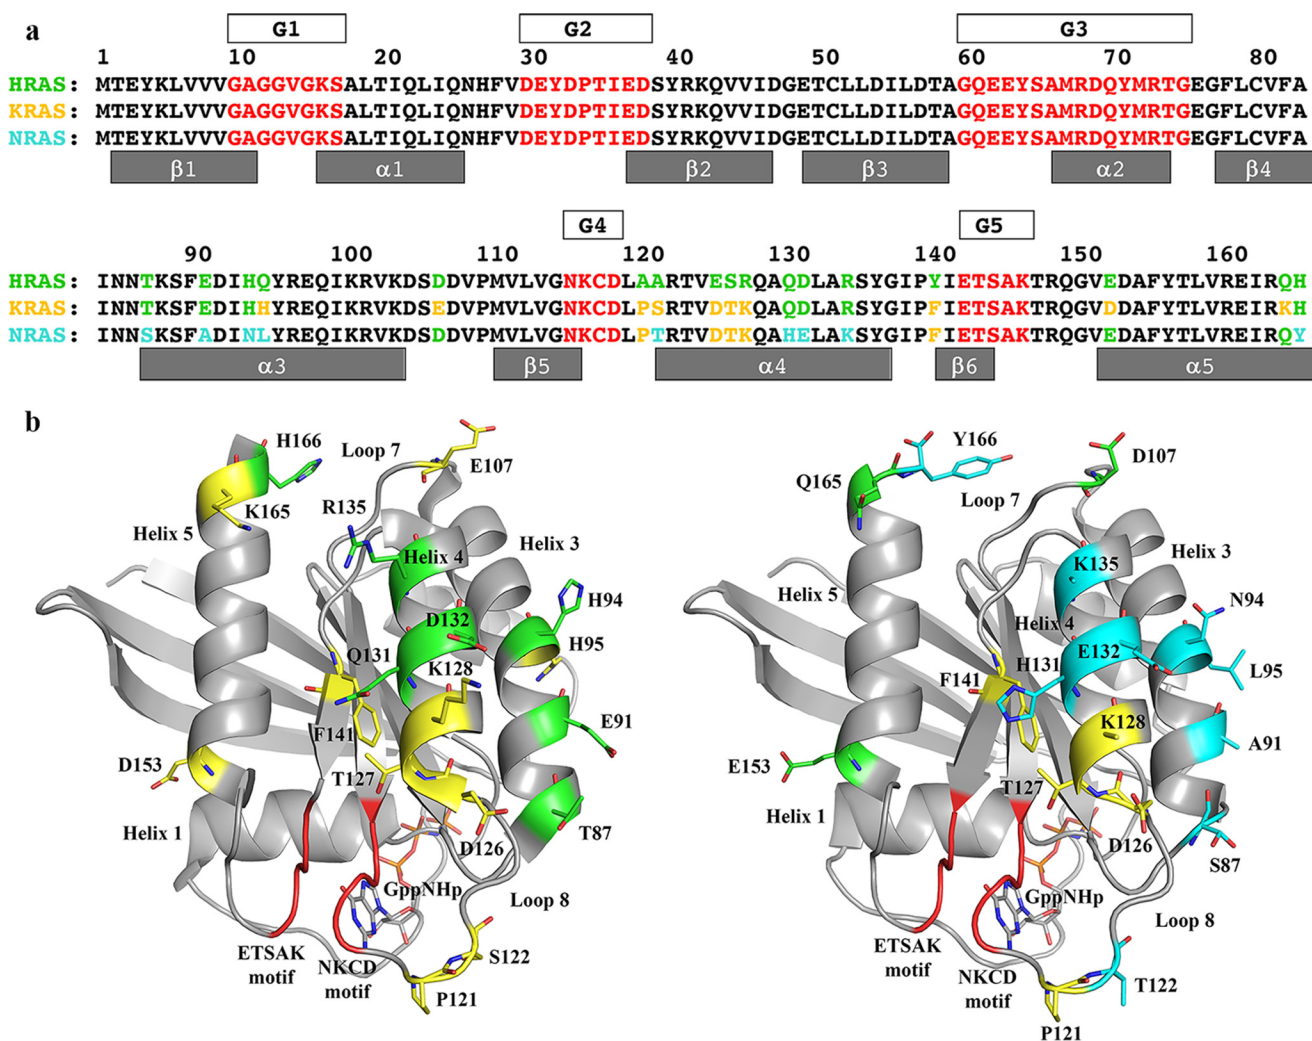 a
G1 G2 G3
1 10 20 30 40 50 60 70 80
HRAS: MTEYKLVVVGAGGVGKSALTIQLIQNHFVDEYDPTIEDSYRKQVVIDGETCLLDILDTAGQEEYSAMRDQYMRTGEGFLCVFA
KRAS: MTEYKLVVVGAGGVGKSALTIQLIQNHFVDEYDPTIEDSYRKQVVIDGETCLLDILDTAGQEEYSAMRDQYMRTGEGFLCVFA
NRAS: MTEYKLVVVGAGGVGKSALTIQLIQNHFVDEYDPTIEDSYRKQVVIDGETCLLDILDTAGQEEYSAMRDQYMRTGEGFLCVFA
β1 α1 β2 β3 α2 β4
G4 G5
90 100 110 120 130 140 150 160
HRAS: INNTKSFEDIHQYREQIKRVKDSDDVPMVLVGNKCDLAARTVESRQAQDLARSYGIPYIETSAKTRQGVEDAFYTLVREIRQH
KRAS: INNTKSFEDIHHYREQIKRVKDSEDVPMVLVGNKCDLPSRTVDTKQAQDLARSYGIPFIETSAKTRQGVDDAFYTLVREIRKH
NRAS: INNSKSFADINLYREQIKRVKDSDDVPMVLVGNKCDLPTRTVDTKQAHELAKSYGIPFIETSAKTRQGVEDAFYTLVREIRQY
α3 β5 α4 β6 α5
b
H166
Loop 7
E107
K165
R135
Helix 5
Helix 4
Helix 3
H94
D132
H95
Q131
K128
E91
F141
D153
T127
T87
Helix 1
D126
GppNHp
Loop 8
ETSAK
motif
NKCD
motif
S122
P121
Y166
D107
Q165
Loop 7
K135
Helix 3
Helix 5
N94
Helix 4
E132
H131
L95
F141
K128
A91
E153
T127
Helix 1
D126
S87
GppNHp
Loop 8
ETSAK
motif
NKCD
motif
T122
P121